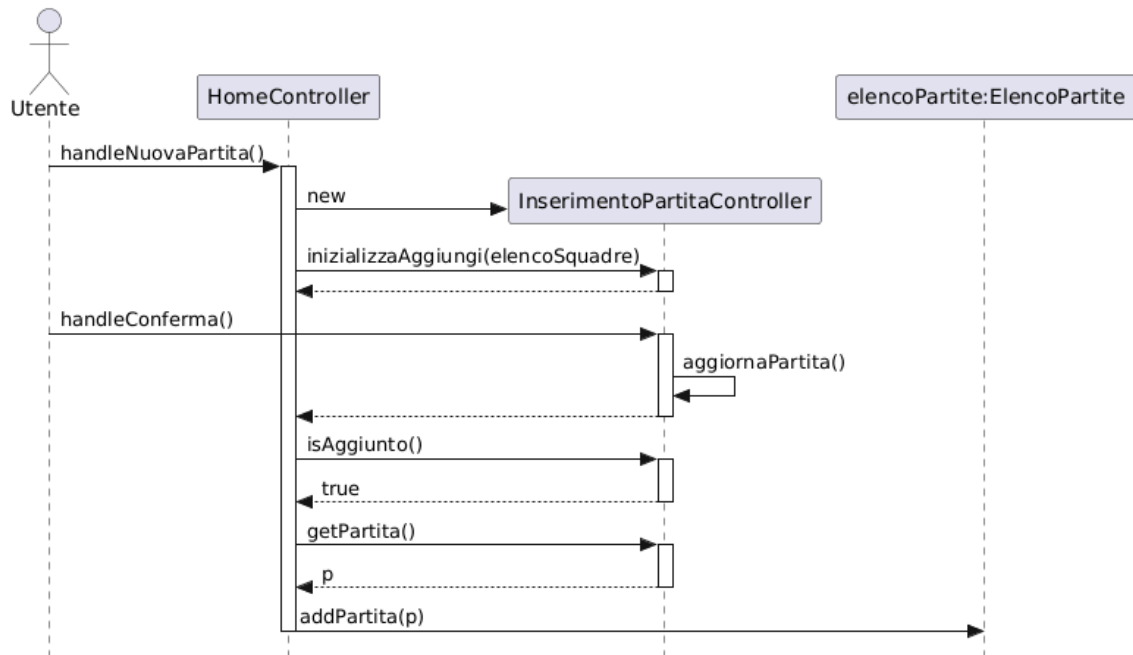 Utente
HomeController
elencoPartite:ElencoPartite
handleNuovaPartita()
new
InserimentoPartitaController
inizializzaAggiungi(elencoSquadre)
handleConferma()
aggiornaPartita()
isAggiunto()
true
getPartita()
p
addPartita(p)